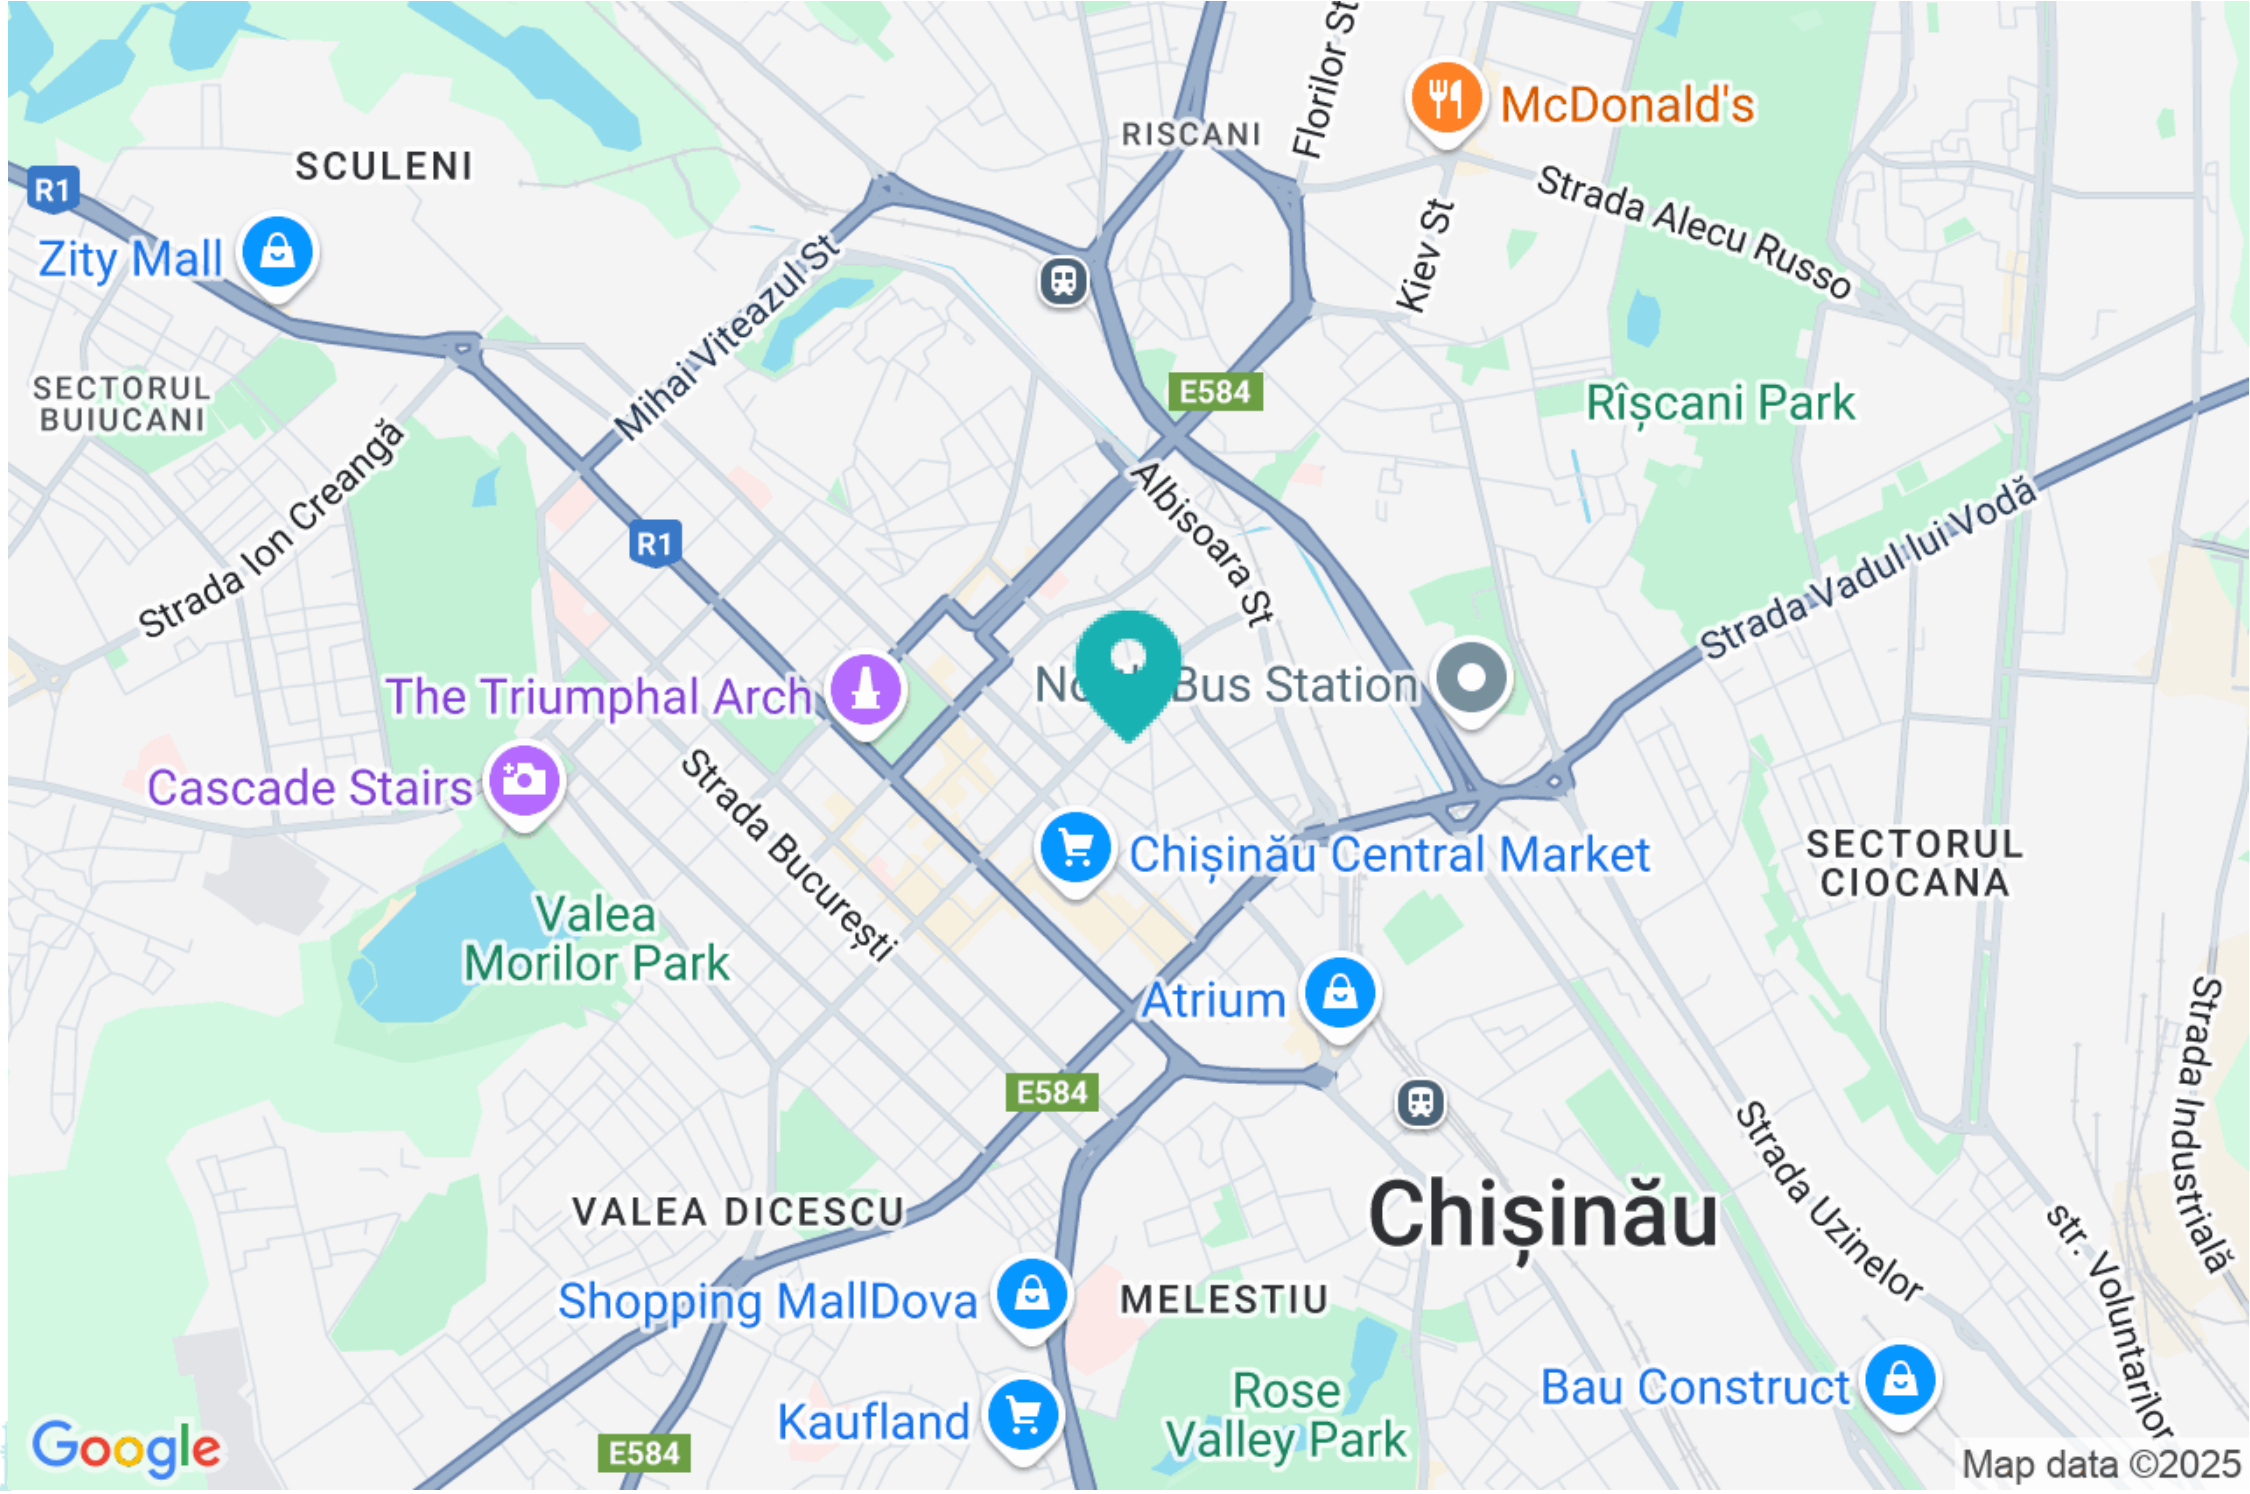 Florilor St
McDonald's
RISCANI
SCULENI
R1
Strada Alecu Russo
Zity Mall
Mihai Viteazul St
Kiev St
SECTORUL
BUIUCANI
E584
Rîșcani Park
Strada Ion Creangă
R1
Albisoara St
Strada Vadul lui Vodă
The Triumphal Arch
Bus Station
Cascade Stairs
Strada București
Chișinău Central Market
SECTORUL
CIOCANA
Valea
Morilor Park
Atrium
Strada Industrială
E584
Strada Uzinelor
VALEA DICESCU
Chișinău
str. Voluntarilor
Shopping MallDova
MELESTIU
Rose
Valley Park
Bau Construct
Kaufland
Google
E584
Map data ©2025